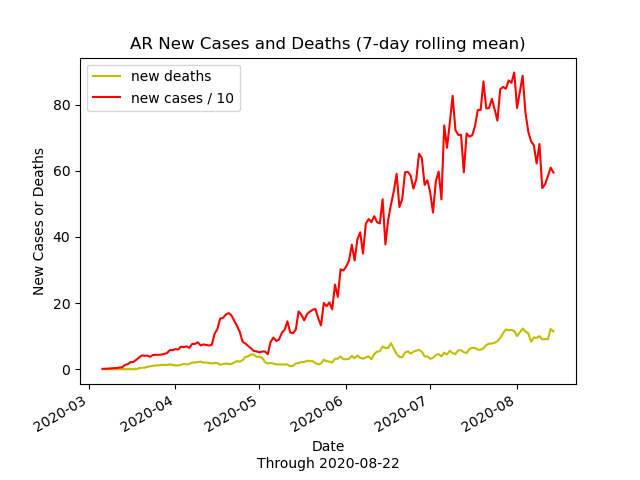 AR New Cases and Deaths (7-day rolling mean)
new deaths
new cases / 10
80
60
40
20
0
New Cases or Deaths
2020-03
2020-04
2020-05
2020-06
2020-07
2020-08
Date
Through 2020-08-22